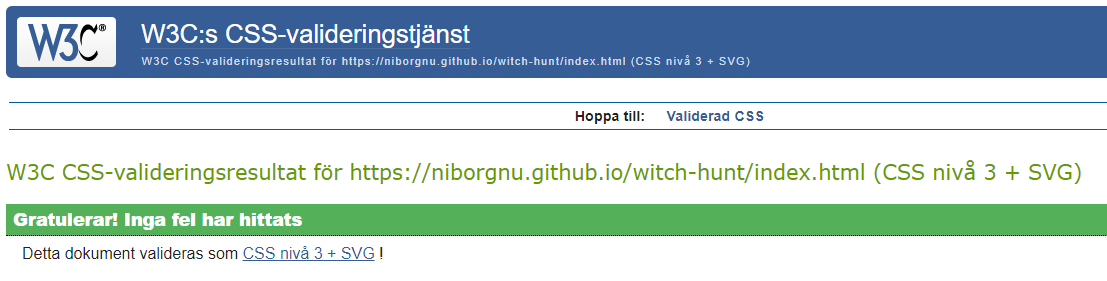 W3C®
W3C:s CSS-valideringstjänst
W3C CSS-valideringsresultat för https://niborgnu.github.io/witch-hunt/index.html (CSS nivå 3 + SVG)
Hoppa till: Validerad CSS
W3C CSS-valideringsresultat för https://niborgnu.github.io/witch-hunt/index.html (CSS nivå 3 + SVG)
Gratulerar! Inga fel har hittats
Detta dokument valideras som CSS nivå 3 + SVG !